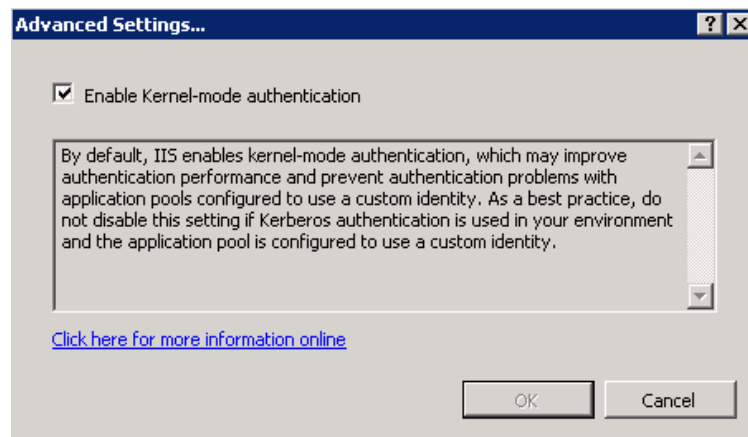 Advanced Settings...
Enable Kernel-mode authentication
By default, IIS enables kernel-mode authentication, which may improve
authentication performance and prevent authentication problems with
application pools configured to use a custom identity. As a best practice, do
not disable this setting if Kerberos authentication is used in your environment
and the application pool is configured to use a custom identity.
Click here for more information online
OK
Cancel